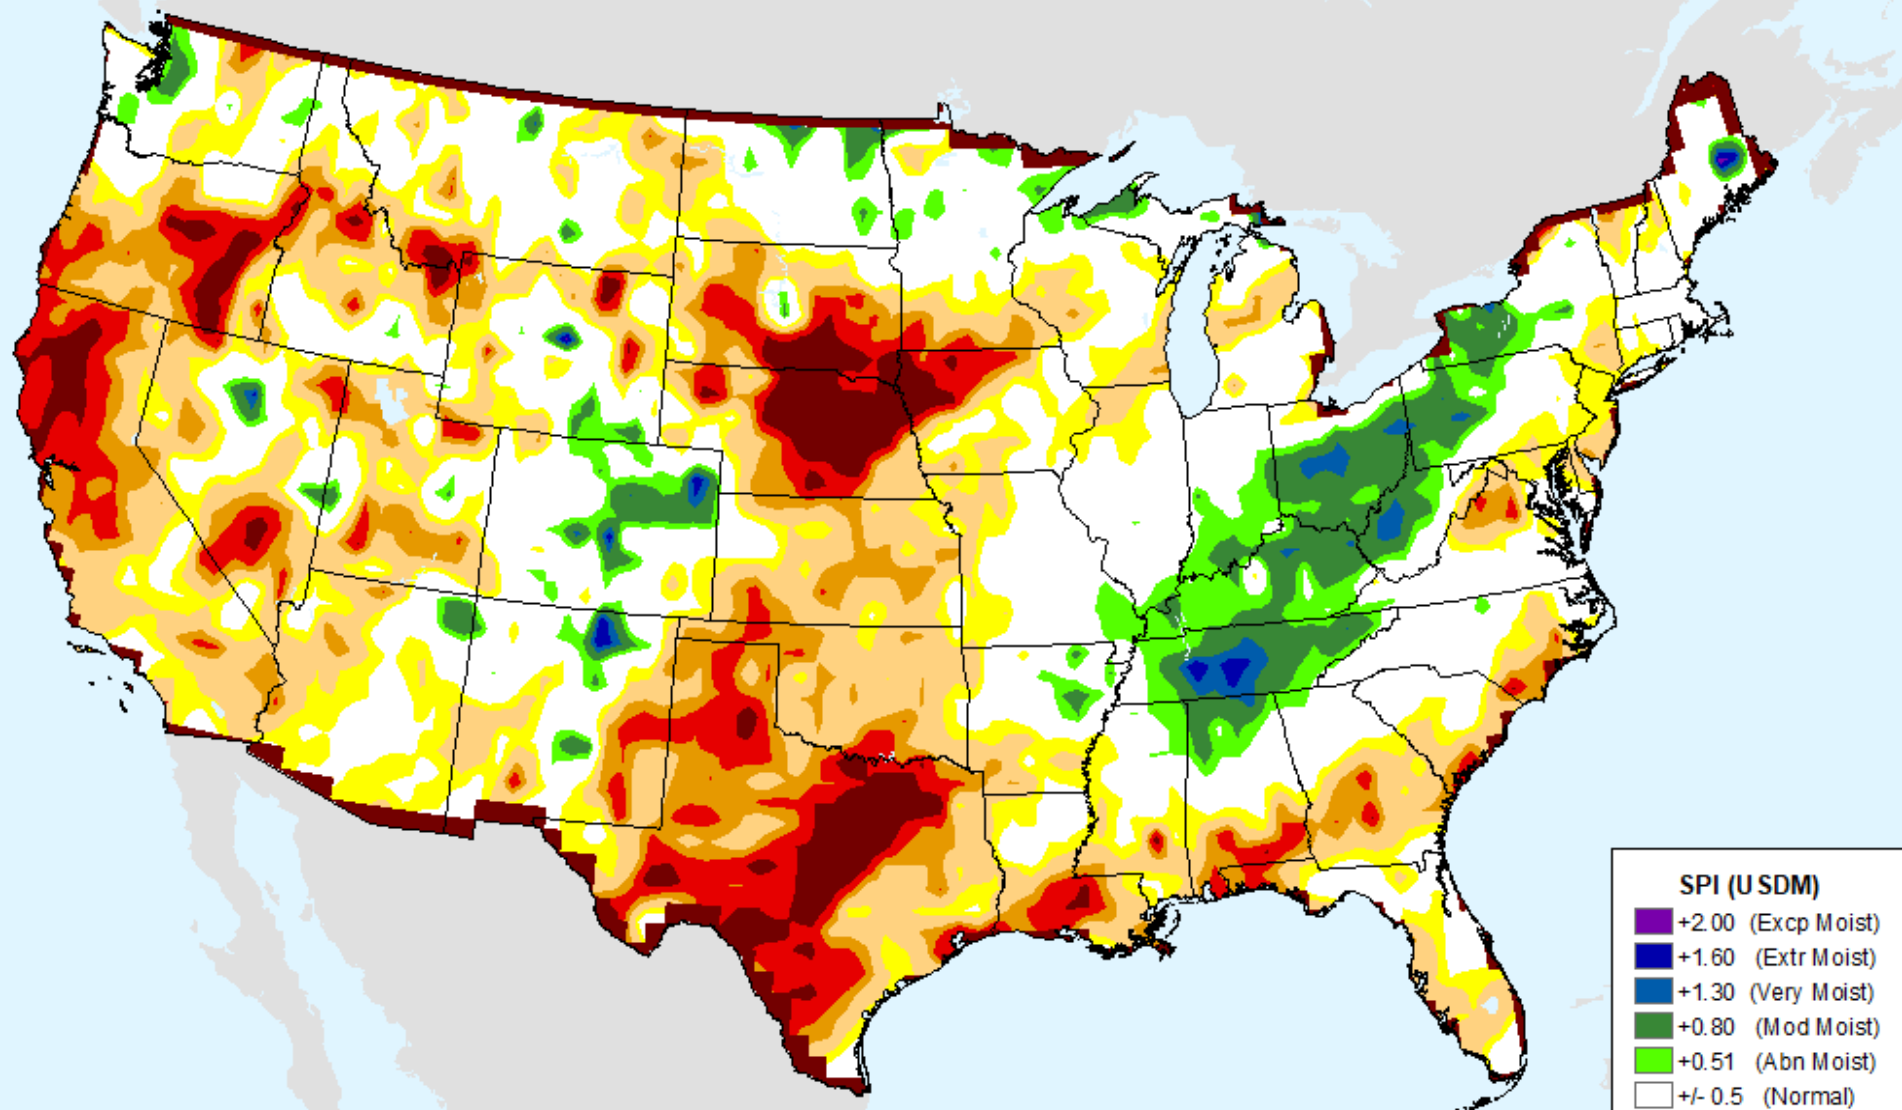 SPI (USDM)
+2.00 (Excp Moist)
+1.60 (Extr Moist)
+1.30 (Very Moist)
+0.80 (Mod Moist)
+0.51 (Abn Moist)
+/- 0.5 (Normal)